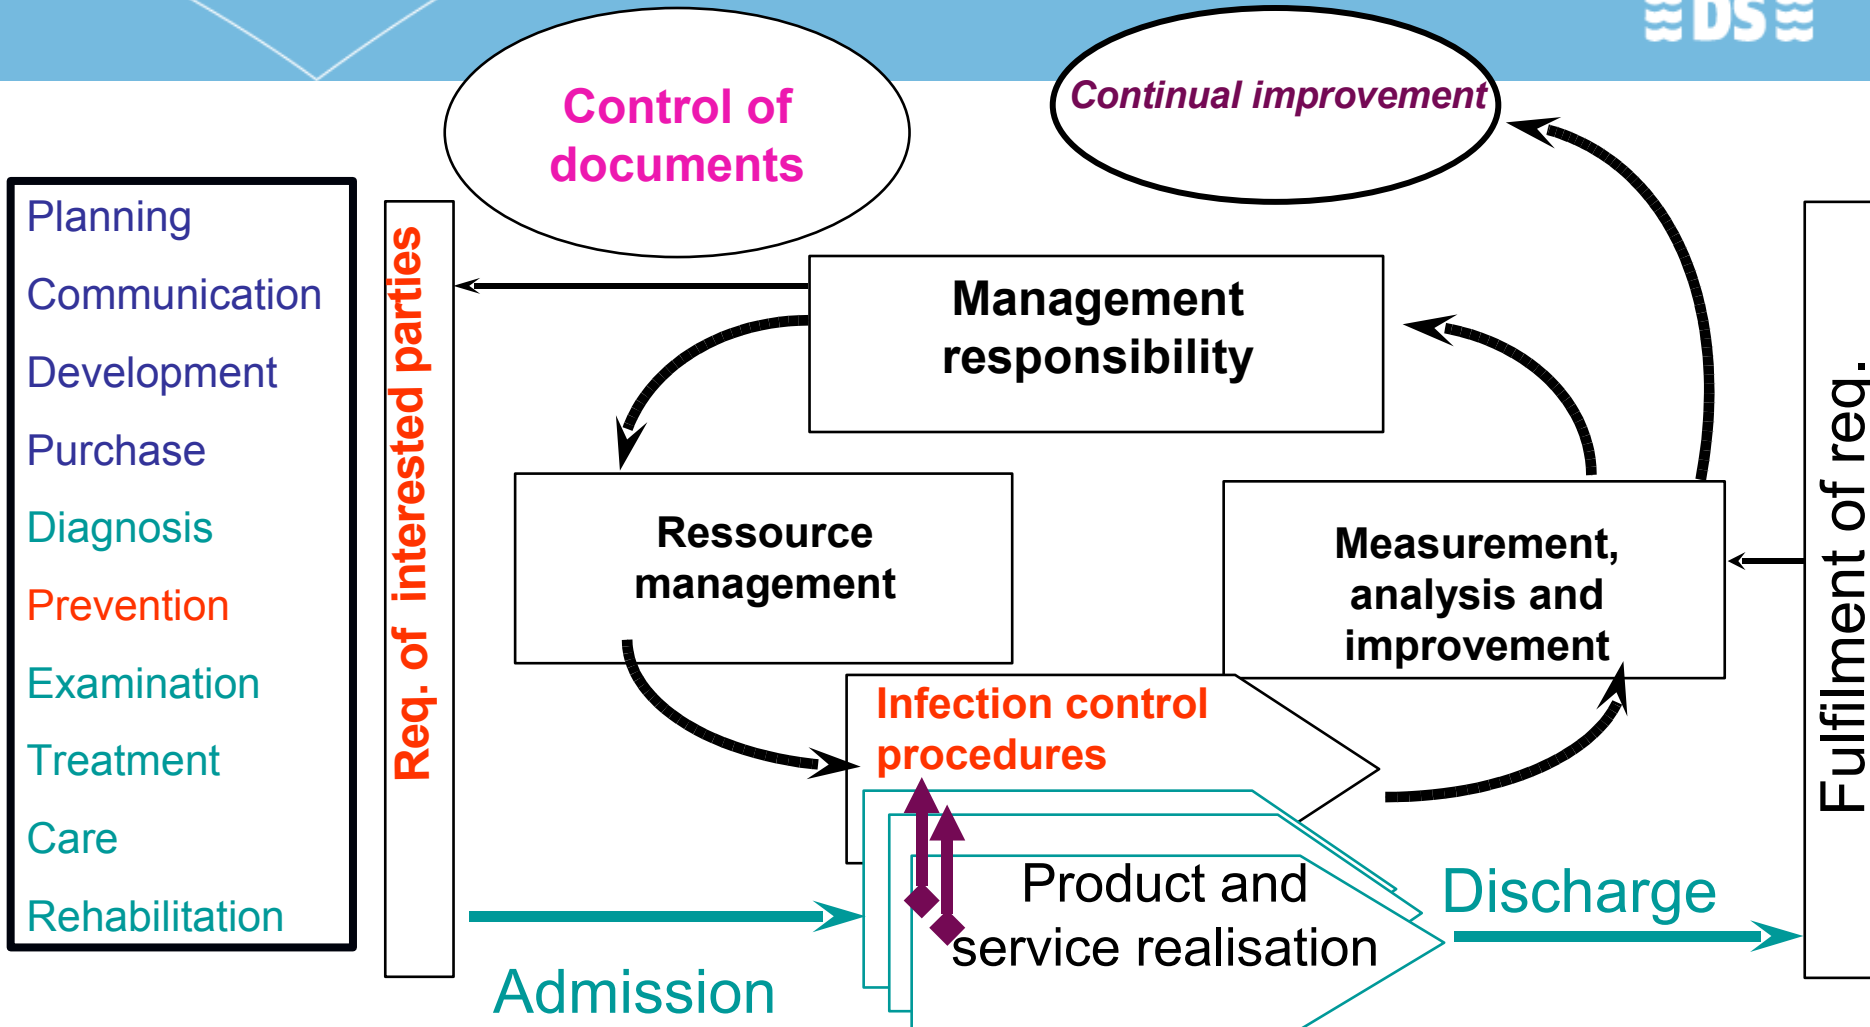 DS
Control of
documents
Continual improvement
Planning
Communication
Development
Purchase
Diagnosis
Prevention
Examination
Treatment
Care
Rehabilitation
Req. of interested parties
Management
responsibility
Ressource
management
Measurement,
analysis and
improvement
Infection control
procedures
Product and
service realisation
Admission
Discharge
Fulfilment of req.